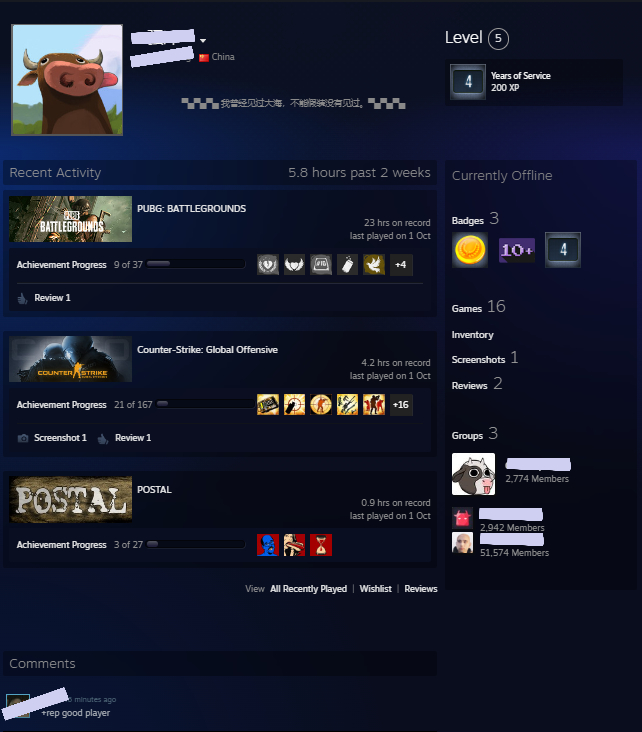 China
▀▄▀▄▀▄ 我曾经见过大海，不能假装没有见过。▀▄▀▄▀▄
Level 5
4
Years of Service
200 XP
Recent Activity
5.8 hours past 2 weeks
PUBG
BATTLEGROUNDS
PUBG: BATTLEGROUNDS
23 hrs on record
last played on 1 Oct
Achievement Progress 9 of 37
#10
+4
Review 1
COUNTER STRIKE
Counter-Strike: Global Offensive
4.2 hrs on record
last played on 1 Oct
Achievement Progress 21 of 167
+16
Screenshot 1 Review 1
POSTAL
POSTAL
0.9 hrs on record
last played on 1 Oct
Achievement Progress 3 of 27
View All Recently Played | Wishlist | Reviews
Comments
minutes ago
+rep good player
Currently Offline
Badges 3
10+
4
Games 16
Inventory
Screenshots 1
Reviews 2
Groups 3
2,774 Members
2,942 Members
51,574 Members